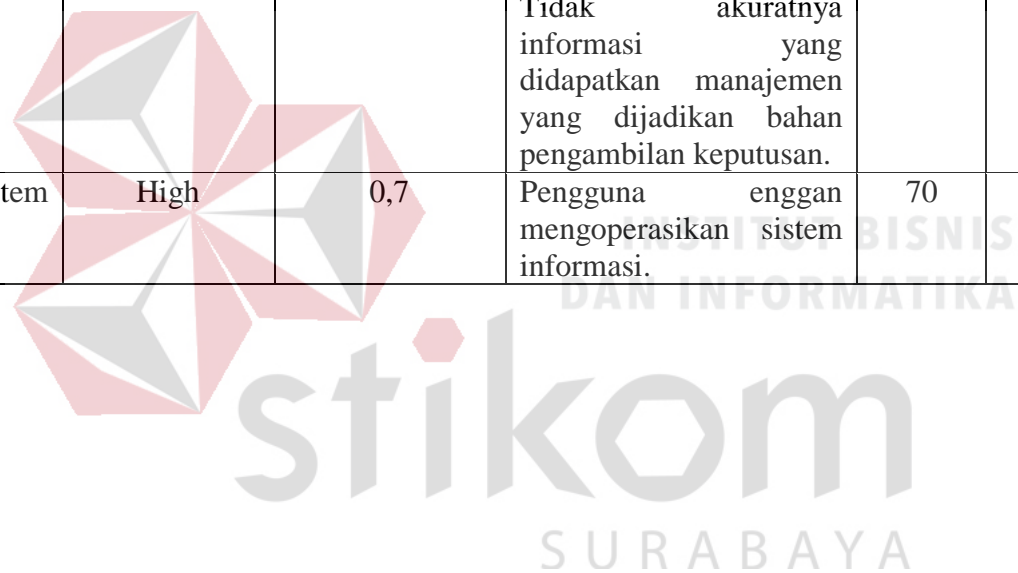 Tidak akuratnya
informasi yang
didapatkan manajemen
yang dijadikan bahan
pengambilan keputusan.
tem High 0,7 Pengguna enggan 70
mengoperasikan sistem
informasi.
INSTITUT BISNIS
DAN INFORMATIKA
stikom
SURABAYA